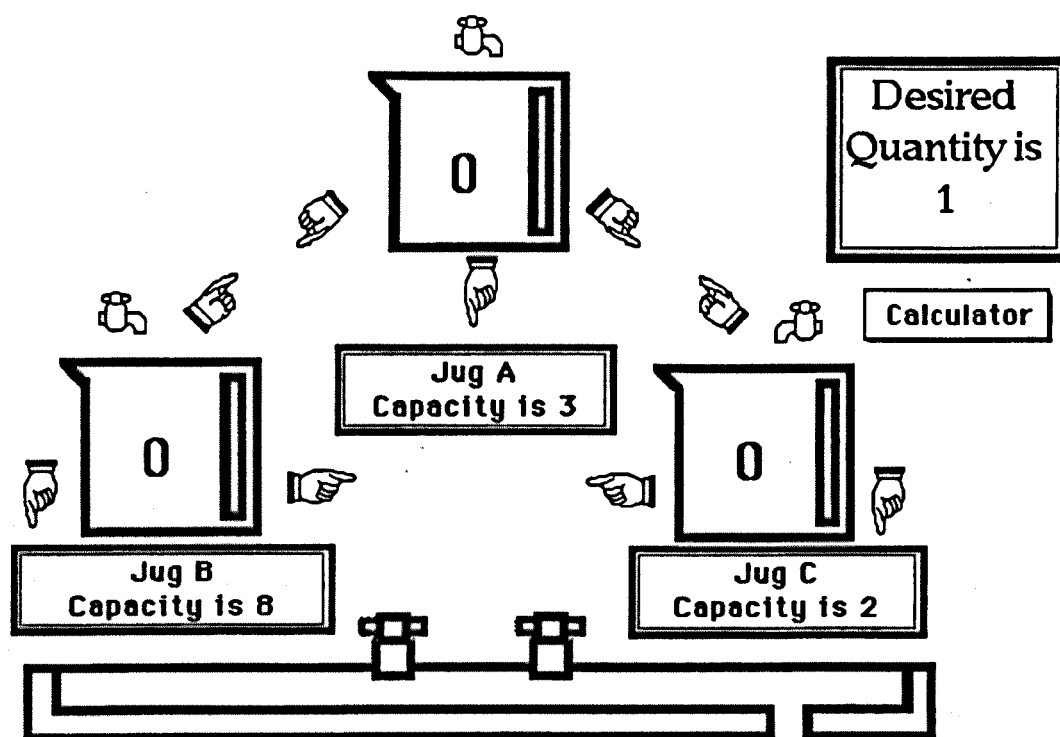 0
Desired
Quantity is
1
Calculator
Jug A
Capacity is 3
0
0
Jug B
Capacity is 8
Jug C
Capacity is 2